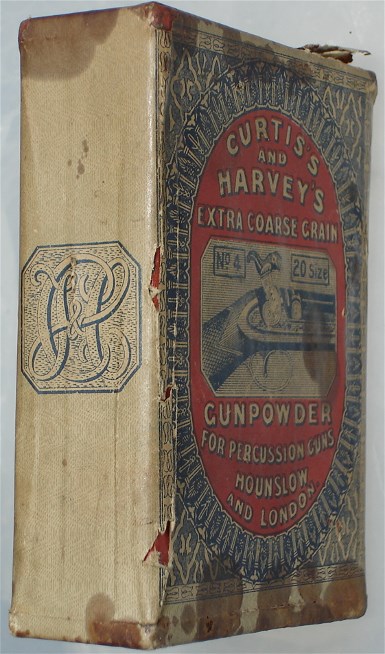 CURTIS'S
AND
HARVEY'S
EXTRA COARSE GRAIN
No 4
20 Size
GUNPOWDER
FOR PERCUSSION GUNS
HOUNSLOW
AND LONDON